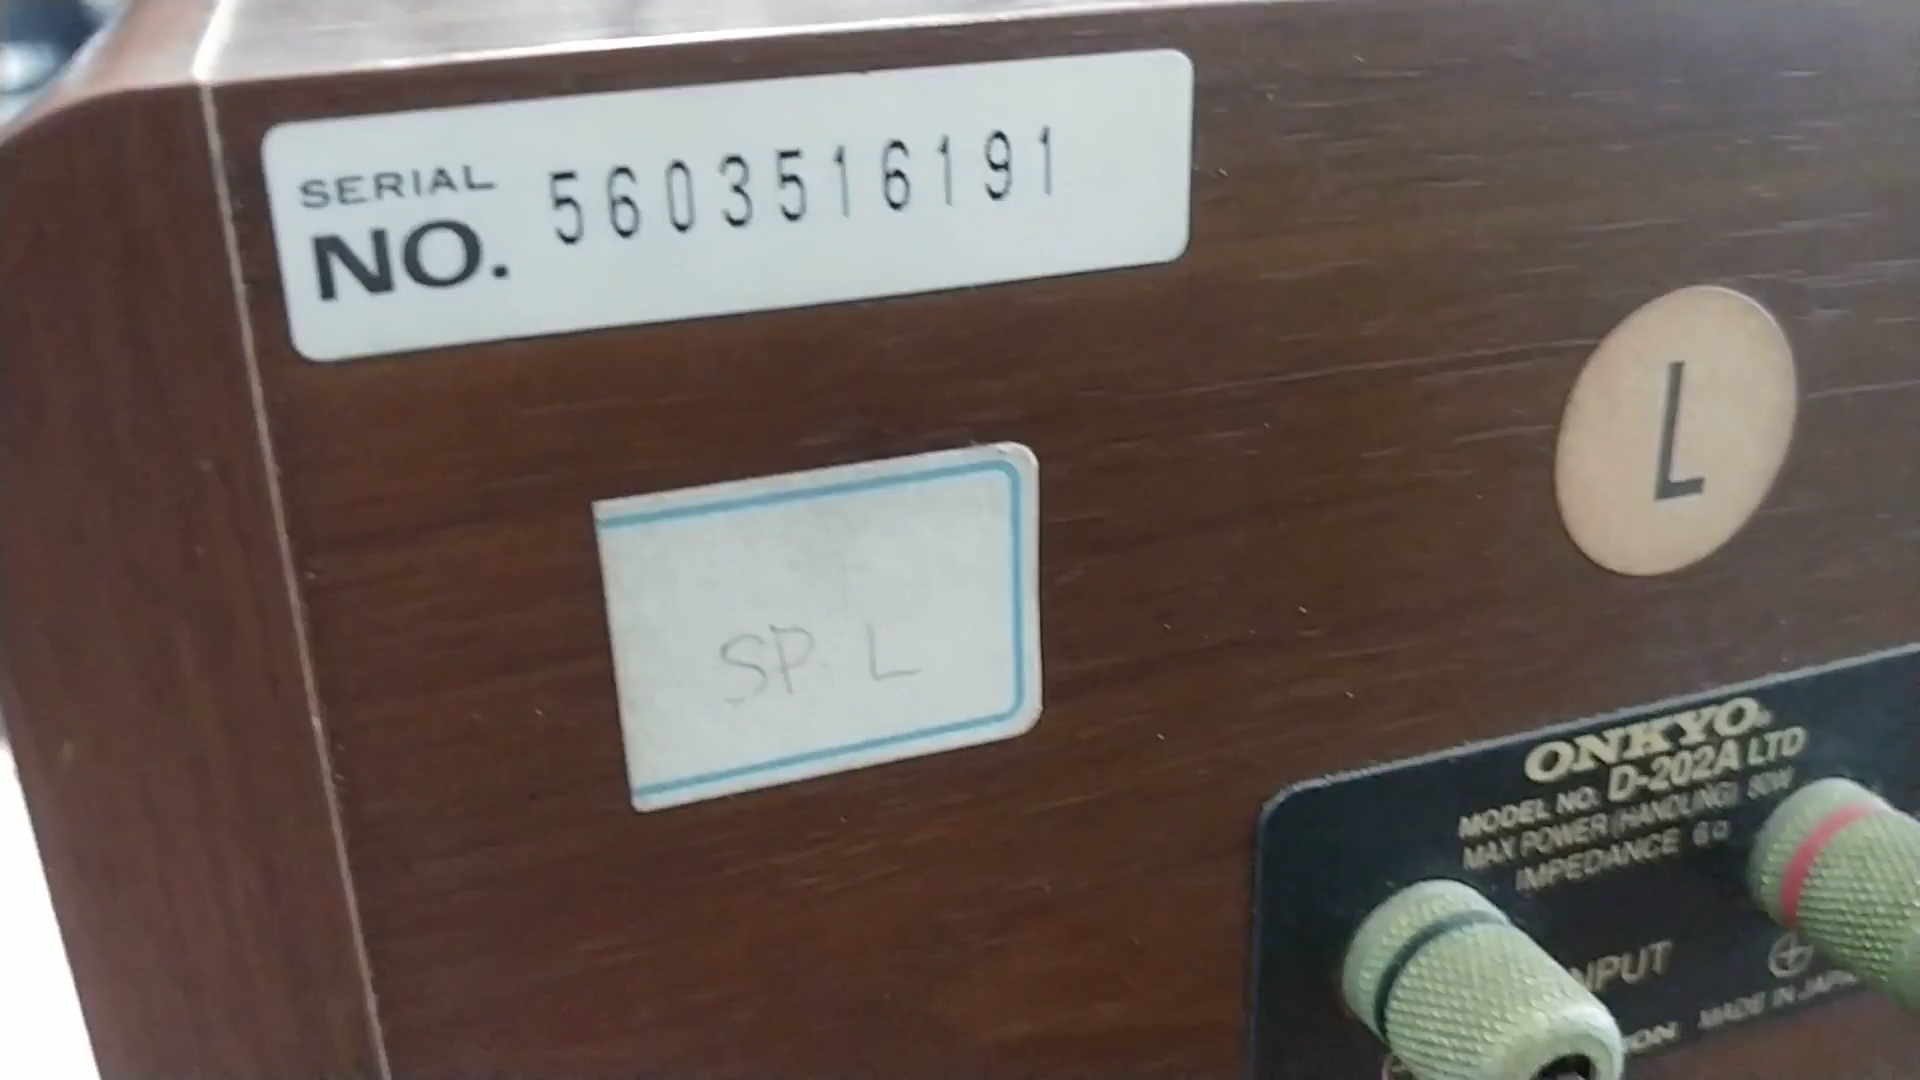 SERIAL
NO. 5603516191
L
SP L
ONKYO®
MODEL NO. D-202A LTD
MAX POWER (HANDLING) 80W
IMPEDANCE 6Ω
INPUT
MADE IN JAPAN